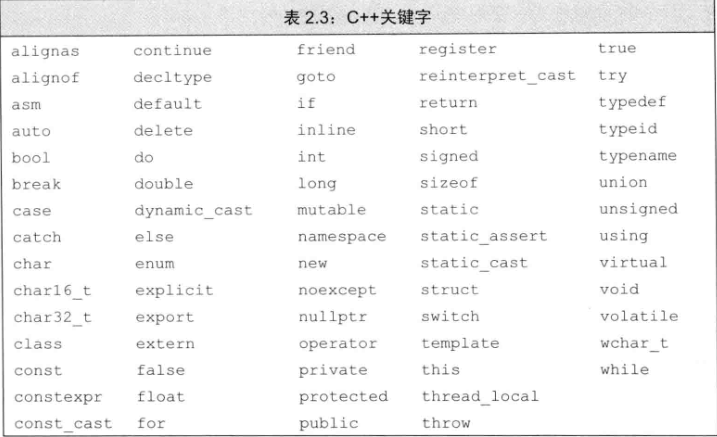 表 2.3：C++关键字
alignas continue friend register true
alignof decltype goto reinterpret_cast try
asm default if return typedef
auto delete inline short typeid
bool do int signed typename
break double long sizeof union
case dynamic_cast mutable static unsigned
catch else namespace static_assert using
char enum new static_cast virtual
char16_t explicit noexcept struct void
char32_t export nullptr switch volatile
class extern operator template wchar_t
const false private this while
constexpr float protected thread_local
const_cast for public throw